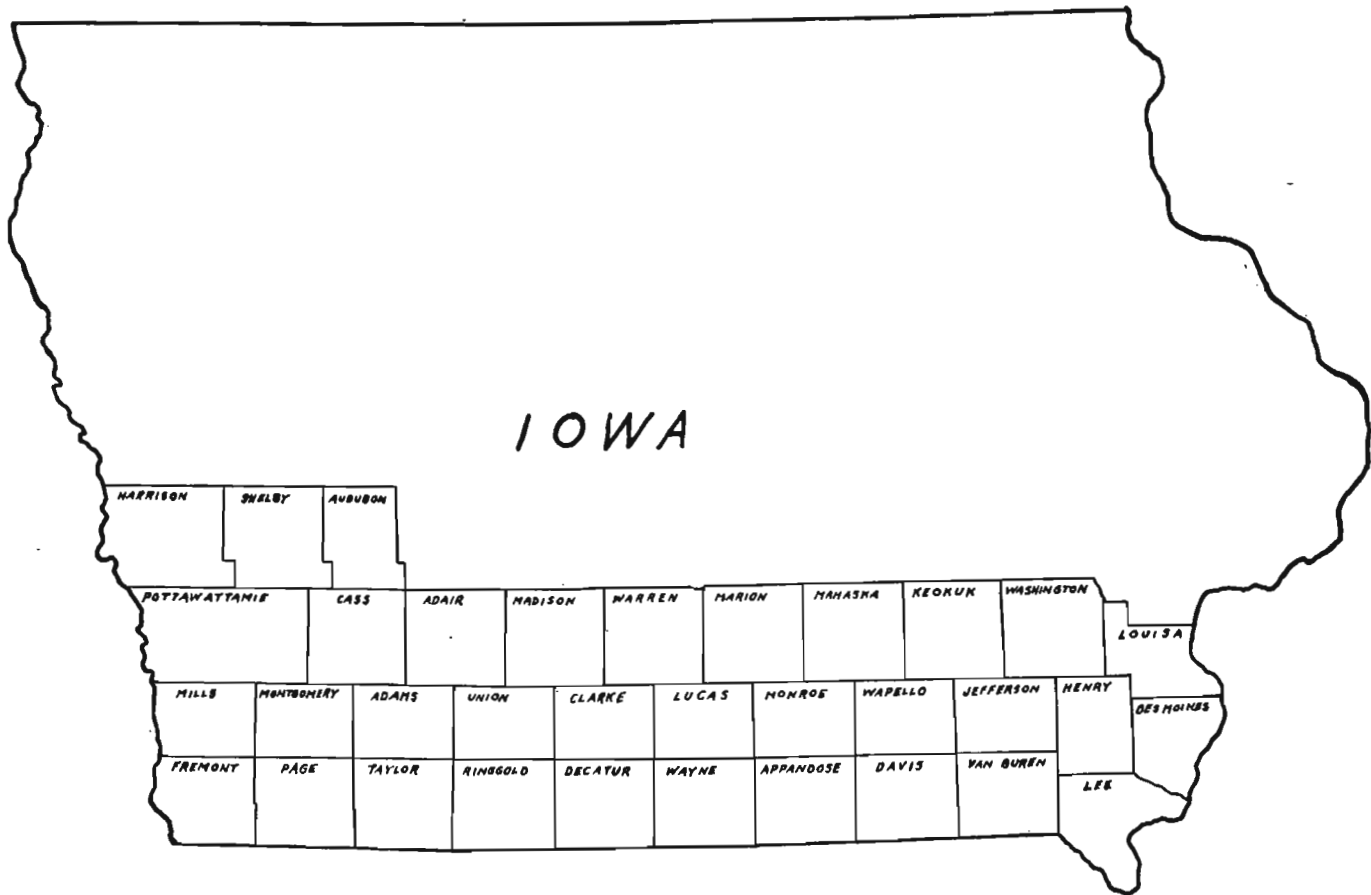 IOWA
HARRISON SHELBY AUDUBON
POTTAWATTAMIE CASS ADAIR MADISON WARREN MARION MAHASKA KEOKUK WASHINGTON
LOUISA
MILLS MONTGOMERY ADAMS UNION CLARKE LUCAS MONROE WAPELLO JEFFERSON HENRY
DES MOINES
FREMONT PAGE TAYLOR RINGGOLD DECATUR WAYNE APPANDOSE DAVIS VAN BUREN
LEE